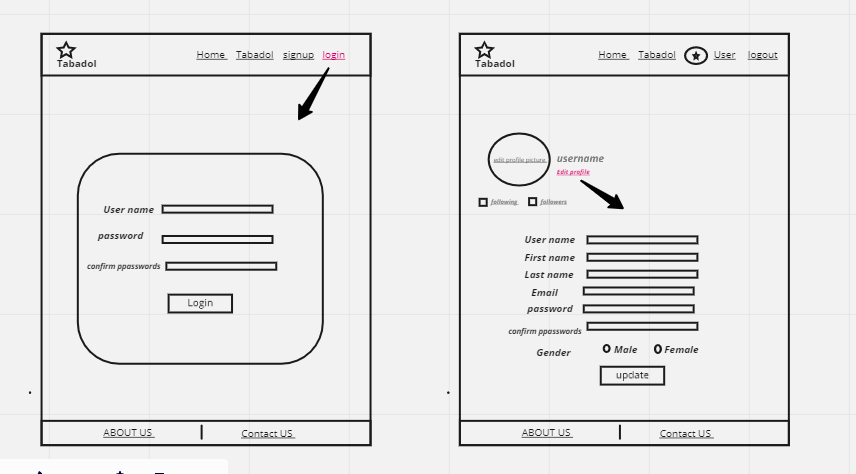 Home Tabadol signup login
Tabadol
User name
password
confirm ppasswords
Login
ABOUT US Contact US
Home Tabadol User logout
Tabadol
edit profile picture username
Edit profile
following followers
User name
First name
Last name
Email
password
confirm ppasswords
Gender Male Female
update
ABOUT US Contact US